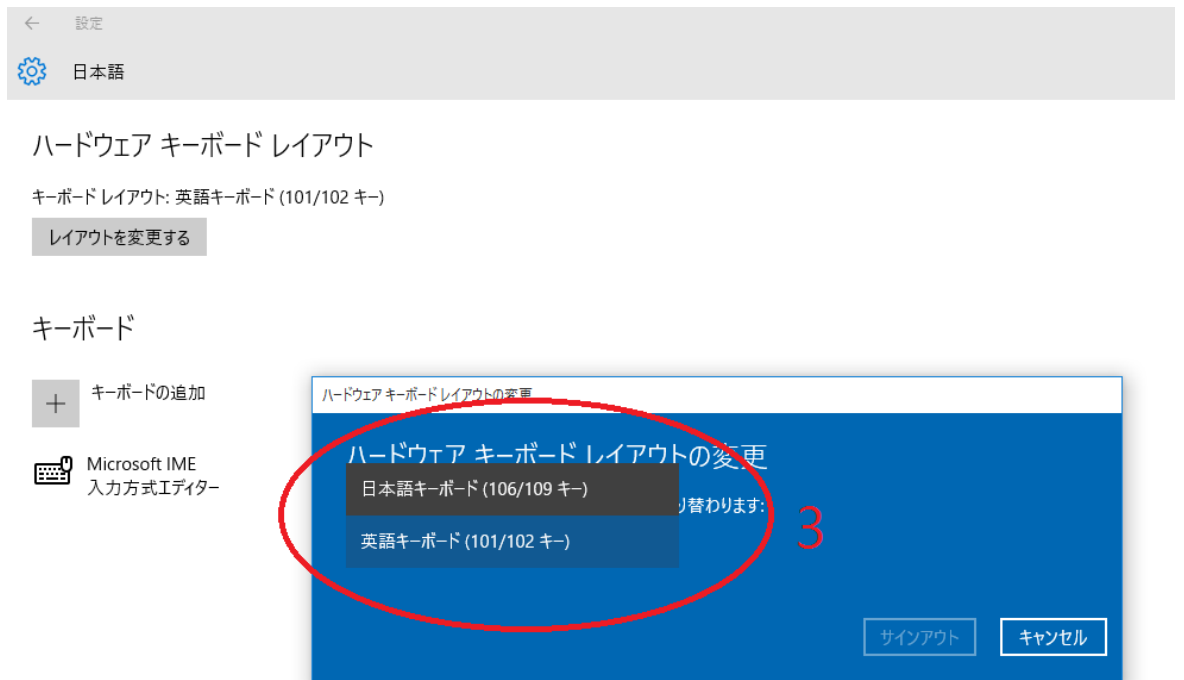 設定
日本語
ハードウェア キーボード レイアウト
キーボード レイアウト: 英語キーボード (101/102 キー)
レイアウトを変更する
キーボード
キーボードの追加
Microsoft IME
入力方式エディター
ハードウェア キーボード レイアウトの変更
ハードウェア キーボード レイアウトの変更
日本語キーボード (106/109 キー)
り替わります:
英語キーボード (101/102 キー)
3
サインアウト
キャンセル